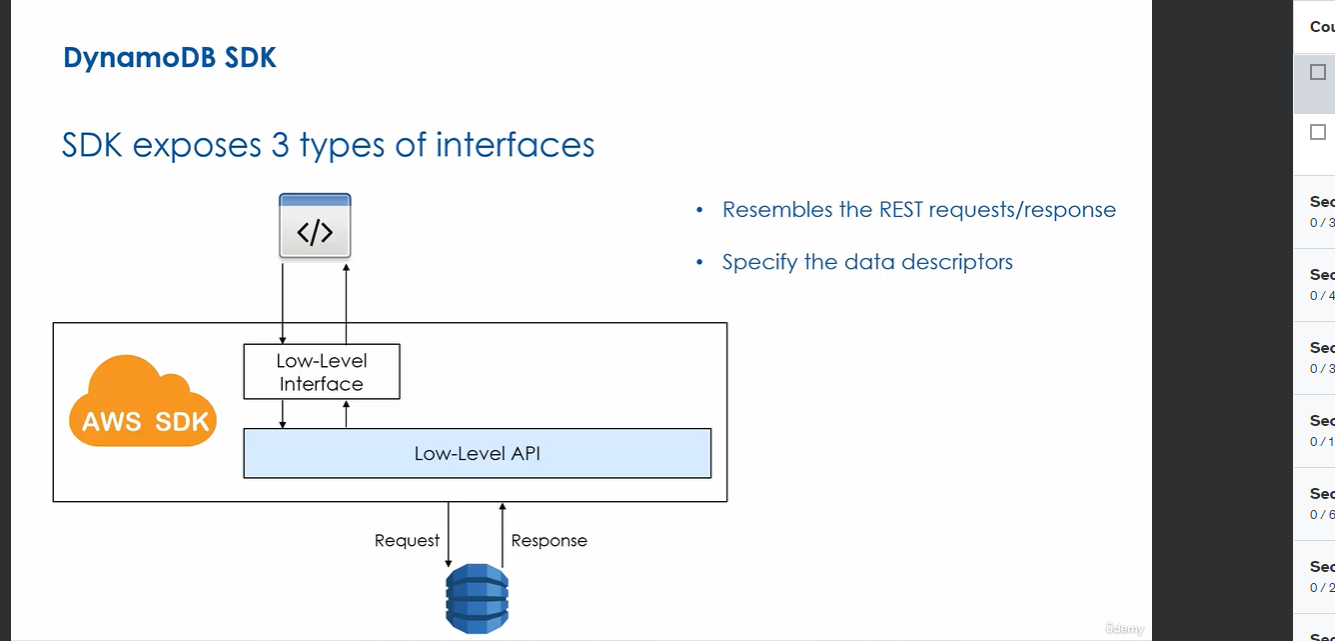 DynamoDB SDK
SDK exposes 3 types of interfaces
</>
• Resembles the REST requests/response
• Specify the data descriptors
Low-Level
Interface
AWS SDK
Low-Level API
Request
Response
ûdemy
Cou
Sec
0 / 3
Sec
0 / 4
Sec
0 / 3
Sec
0 / 1
Sec
0 / 6
Sec
0 / 2
Sec